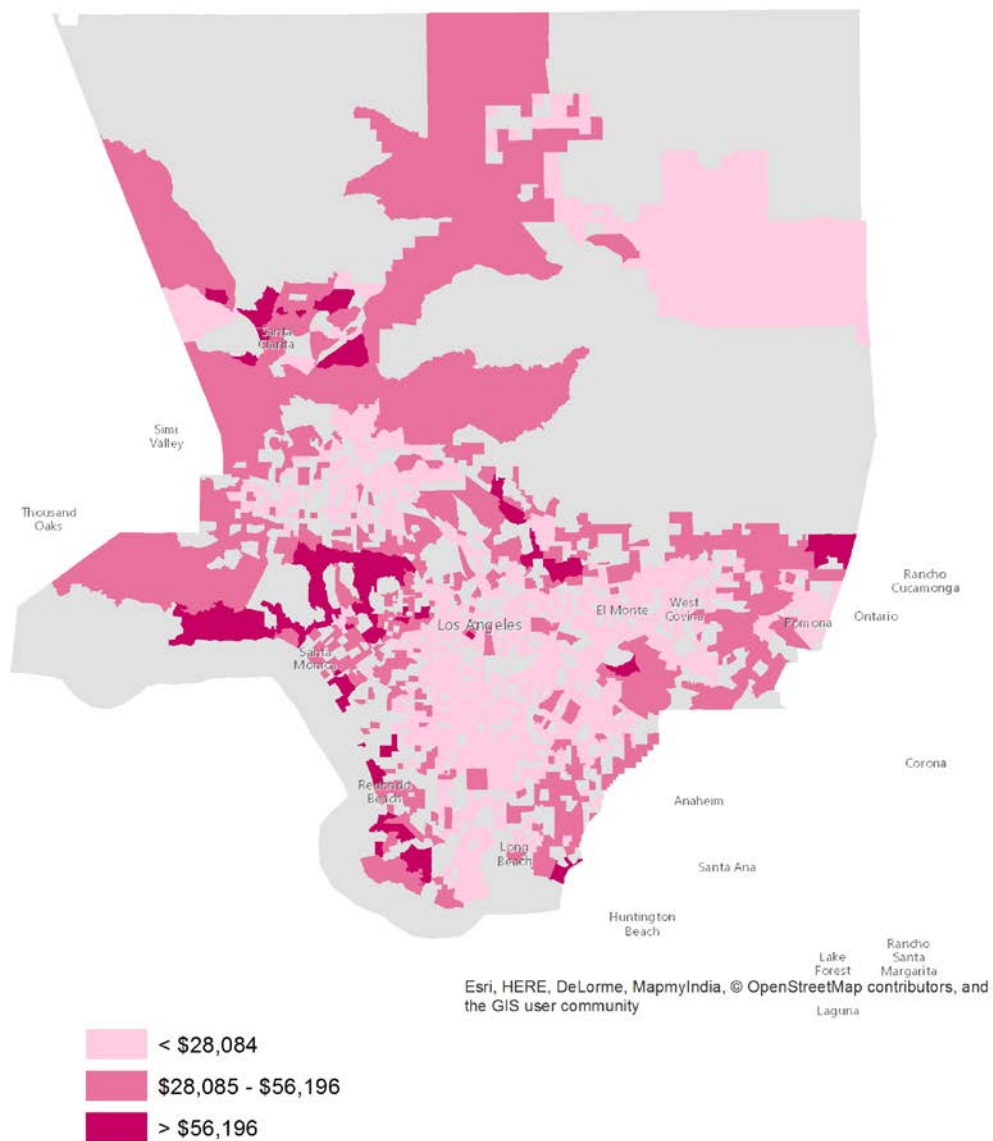 Santa
Clarita
Simi
Valley
Thousand
Oaks
Rancho
Cucamonga
El Monte
West
Covina
Ontario
Los Angeles
Pomona
Santa
Monica
Corona
Redondo
Beach
Anaheim
Long
Beach
Santa Ana
Huntington
Beach
Lake
Forest
Rancho
Santa
Margarita
Esri, HERE, DeLorme, MapmyIndia, © OpenStreetMap contributors, and
the GIS user community
Laguna
< $28,084
$28,085 - $56,196
> $56,196